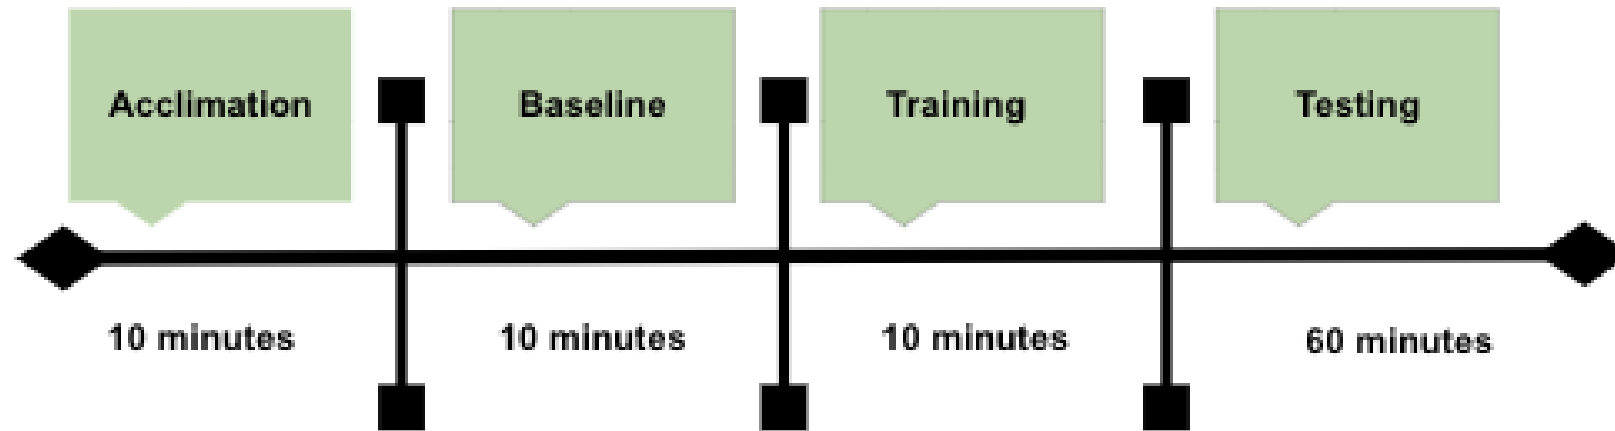 Acclimation
Baseline
Training
Testing
10 minutes
10 minutes
10 minutes
60 minutes